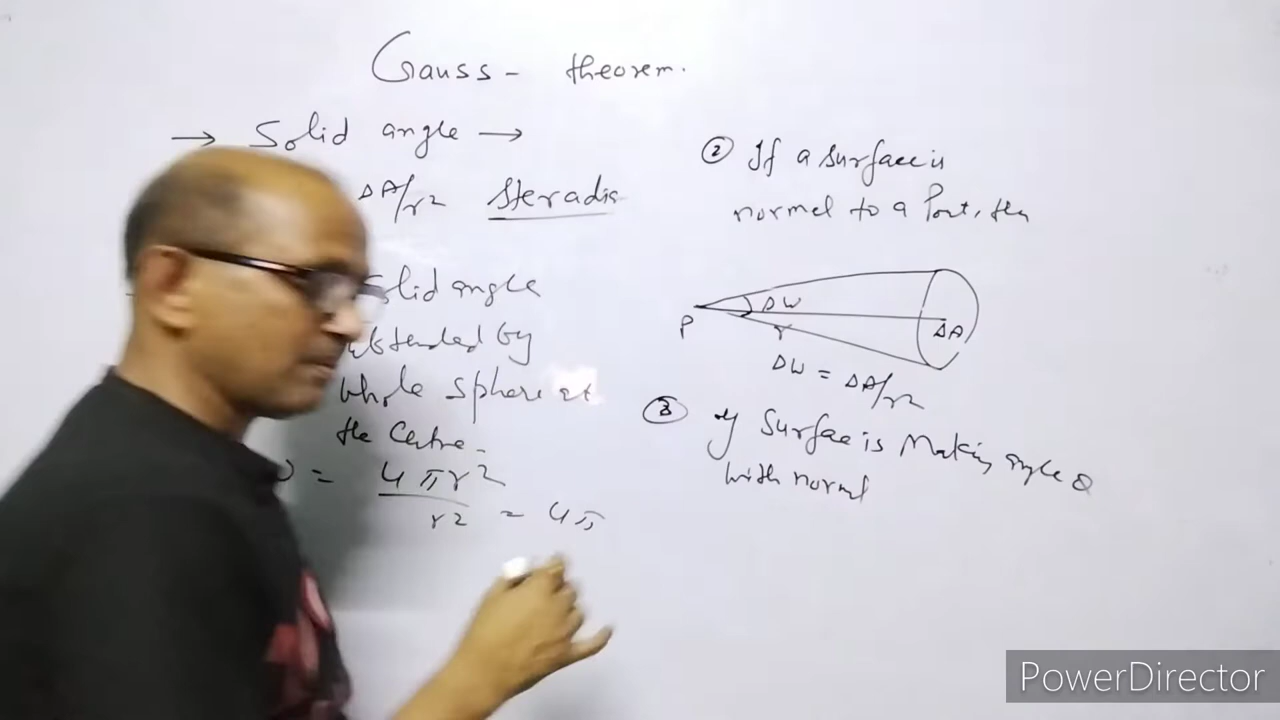 Gauss - theorem.
→ Solid angle →
ΔA/r2 Steradia
Solid angle
subtended by
whole sphere at
the Centre -
ω = 4πr2 / r2 = 4π
② If a surface is
normal to a Point, the
ΔW
P
r
ΔA
ΔW = ΔA/r2
③ If Surface is Making angle θ
with normal
PowerDirector